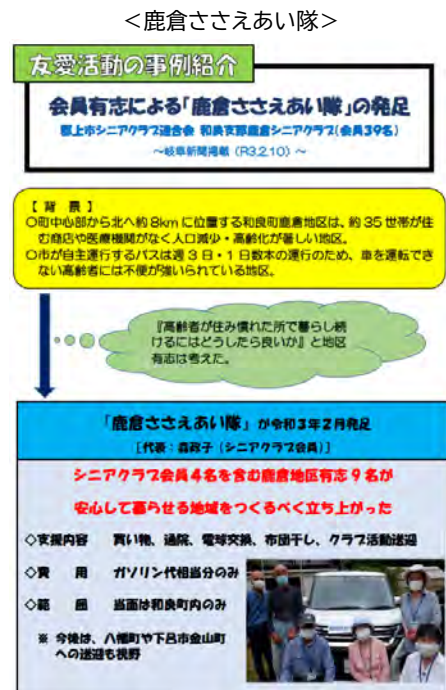 <鹿倉ささえあい隊>
友愛活動の事例紹介
会員有志による「鹿倉ささえあい隊」の発足
郡上市シニアクラブ連合会 和良支部鹿倉シニアクラブ(会員39名)
～岐阜新聞掲載（R3.2.10）～
【 背 景 】
〇町中心部から北へ約8kmに位置する和良町鹿倉地区は、約35世帯が住
む商店や医療機関がなく人口減少・高齢化が著しい地区。
〇市が自主運行するバスは週3日・1日数本の運行のため、車を運転でき
ない高齢者には不便が強いられている地区。
『高齢者が住み慣れた所で暮らし続
けるにはどうしたら良いか』と地区
有志は考えた。
「鹿倉ささえあい隊」が令和3年2月発足
[代表：森政子（シニアクラブ会員）]
シニアクラブ会員4名を含む鹿倉地区有志9名が
安心して暮らせる地域をつくるべく立ち上がった
◇支援内容 買い物、通院、電球交換、布団干し、クラブ活動送迎
◇費 用 ガソリン代相当分のみ
◇範 囲 当面は和良町内のみ
※ 今後は、八幡町や下呂市金山町
への送迎も視野